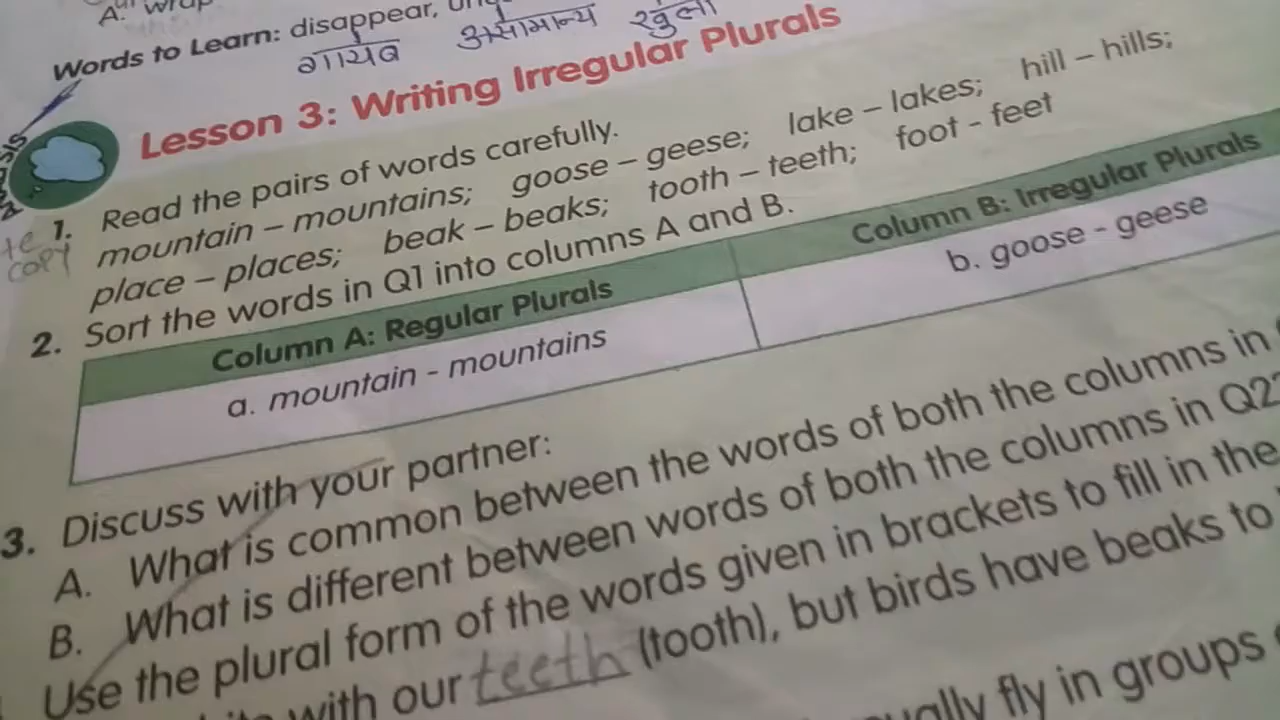 A. wrap
Words to Learn: disappear,
गायब असामान्य खुला
Lesson 3: Writing Irregular Plurals
1. Read the pairs of words carefully.
mountain – mountains; goose – geese; lake – lakes; hill – hills;
place – places; beak – beaks; tooth – teeth; foot - feet
copy
2. Sort the words in Q1 into columns A and B.
Column A: Regular Plurals Column B: Irregular Plurals
a. mountain - mountains b. goose - geese
3. Discuss with your partner:
A. What is common between the words of both the columns in
B. What is different between words of both the columns in Q2?
Use the plural form of the words given in brackets to fill in the
with our teeth (tooth), but birds have beaks to
fly in groups